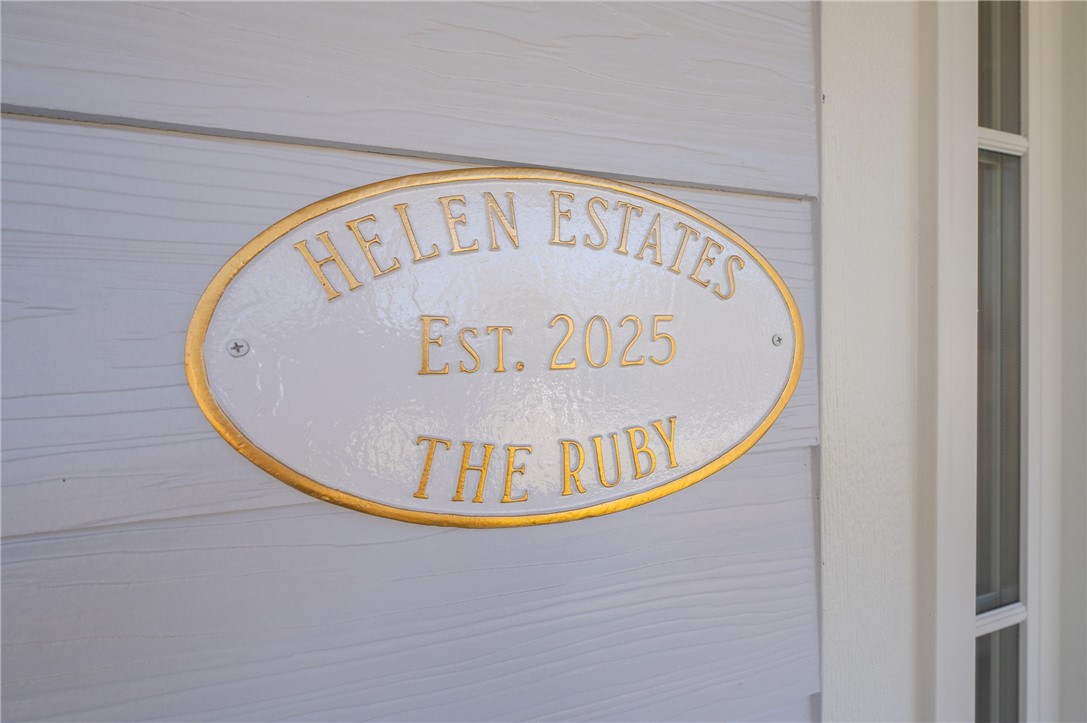 HELEN ESTATES
EST. 2025
THE RUBY